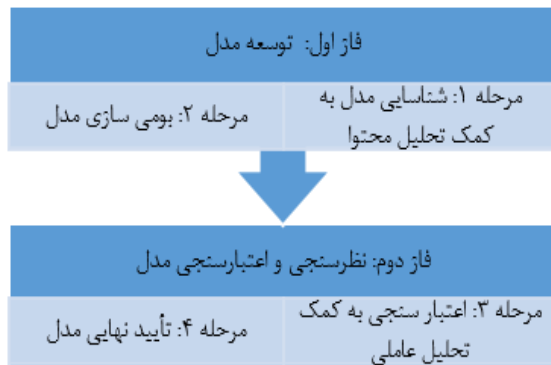 فاز اول: توسعه مدل
مرحله ۱: شناسایی مدل به
کمک تحلیل محتوا
مرحله ۲: بومی سازی مدل
فاز دوم: نظرسنجی و اعتبارسنجی مدل
مرحله ۳: اعتبار سنجی به کمک
تحلیل عاملی
مرحله ۴: تأیید نهایی مدل